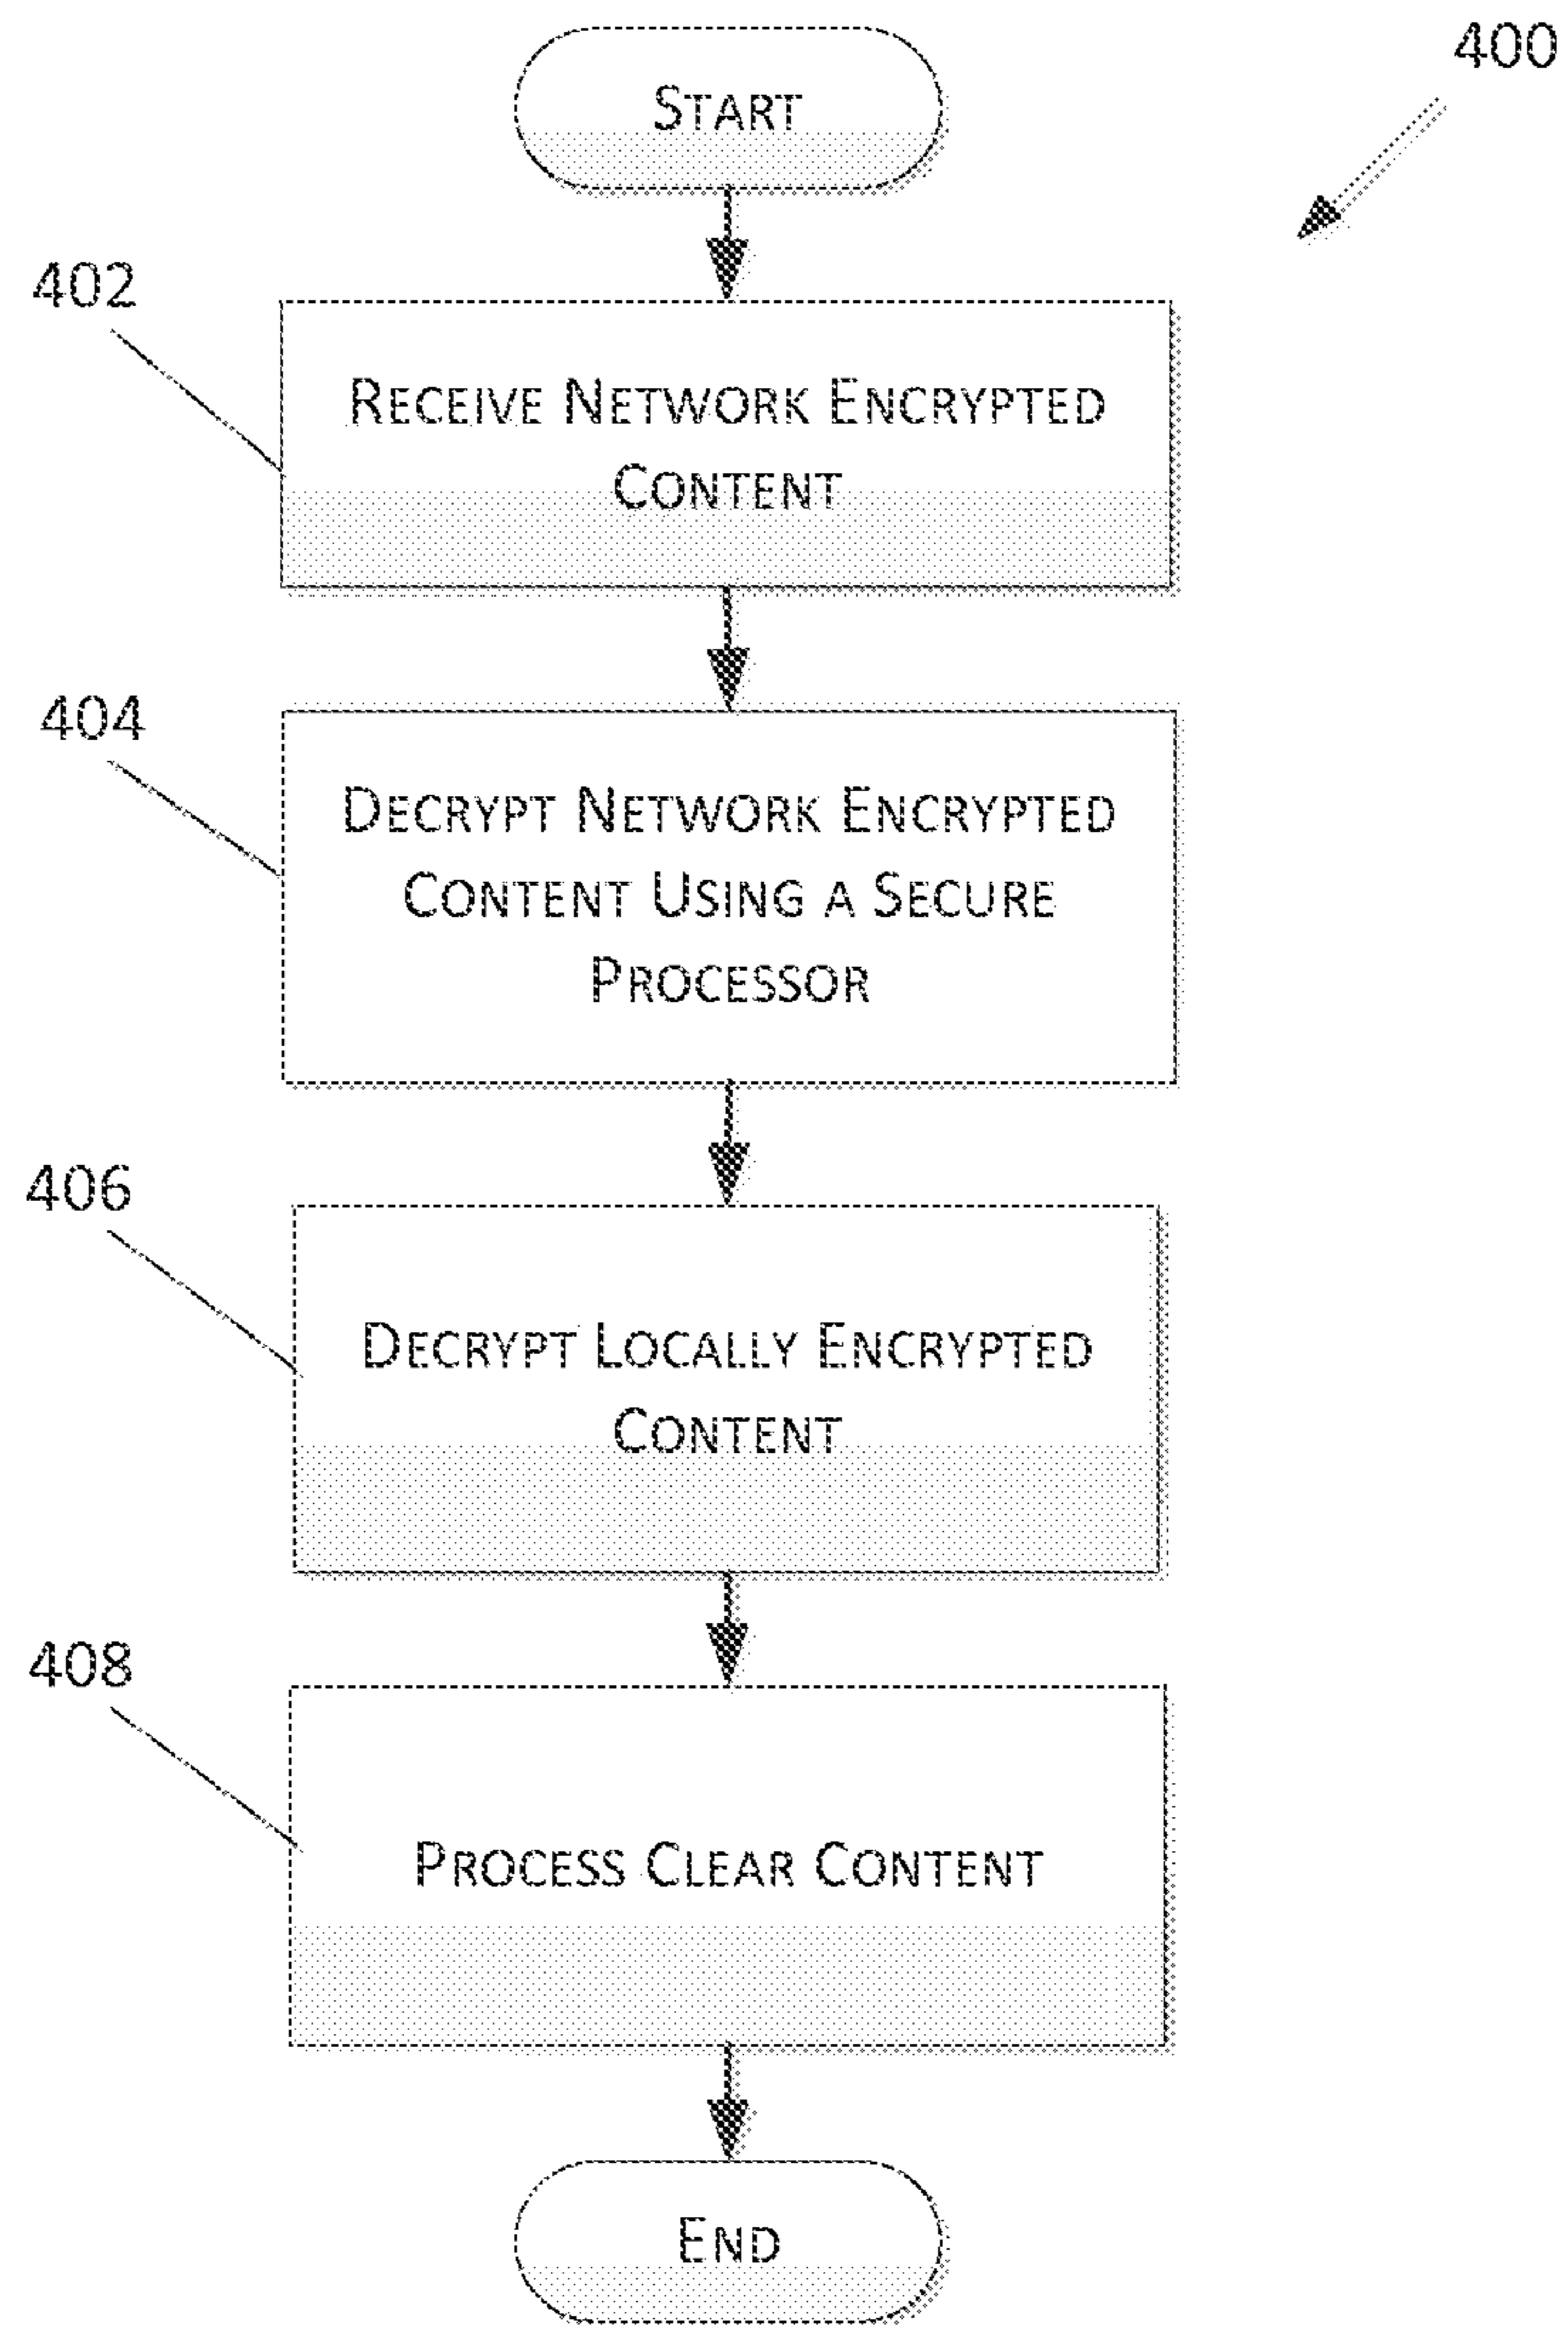 START
400
402
RECEIVE NETWORK ENCRYPTED
CONTENT
404
DECRYPT NETWORK ENCRYPTED
CONTENT USING A SECURE
PROCESSOR
406
DECRYPT LOCALLY ENCRYPTED
CONTENT
408
PROCESS CLEAR CONTENT
END